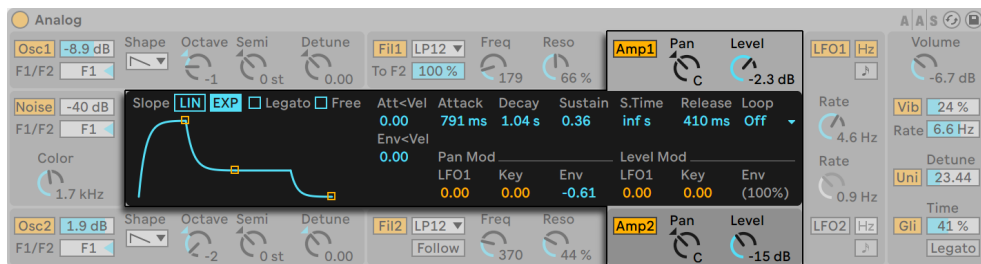 Analog
AAS
Osc1 -8.9 dB Shape Octave Semi Detune
F1/F2 F1 -1 0 st 0.00
Fil1 LP12 Freq Reso
To F2 100 % 179 66 %
Amp1 Pan Level
C -2.3 dB
LFO1 Hz
Volume
-6.7 dB
Noise -40 dB
F1/F2 F1
Color
1.7 kHz
Slope LIN EXP Legato Free
Att<Vel Attack Decay Sustain S.Time Release Loop
0.00 791 ms 1.04 s 0.36 inf s 410 ms Off
Env<Vel
0.00
Pan Mod Level Mod
LFO1 Key Env LFO1 Key Env
0.00 0.00 -0.61 0.00 0.00 (100%)
Rate
4.6 Hz
Rate
0.9 Hz
Vib 24 %
Rate 6.6 Hz
Detune
Uni 23.44
Time
Gli 41 %
Legato
Osc2 1.9 dB Shape Octave Semi Detune
F1/F2 F1 -2 0 st 0.00
Fil2 LP12 Freq Reso
Follow 370 44 %
Amp2 Pan Level
C -15 dB
LFO2 Hz